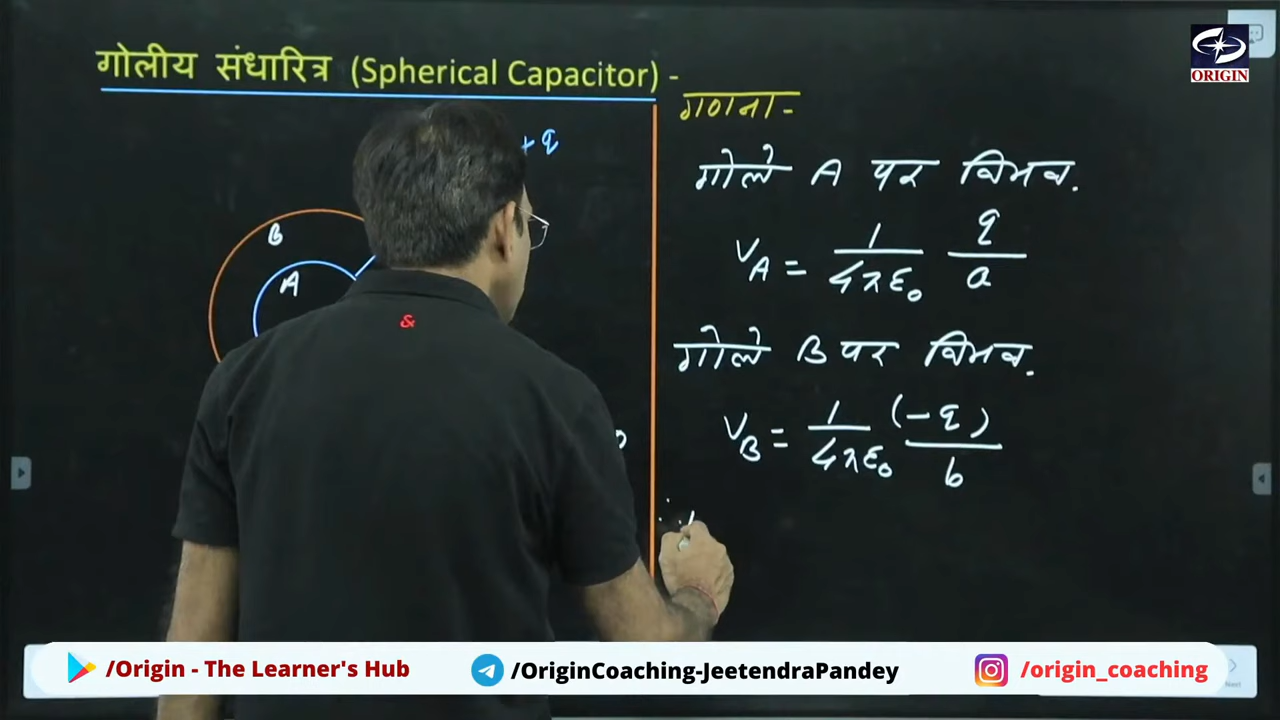 गोलीय संधारित्र (Spherical Capacitor) -
ORIGIN
+q
B
A
गणना -
गोले A पर विभव.
V_A = 1/4πε₀ q/a
गोले B पर विभव.
V_B = 1/4πε₀ (-q)/b
Next
/Origin - The Learner's Hub
/OriginCoaching-JeetendraPandey
/origin_coaching